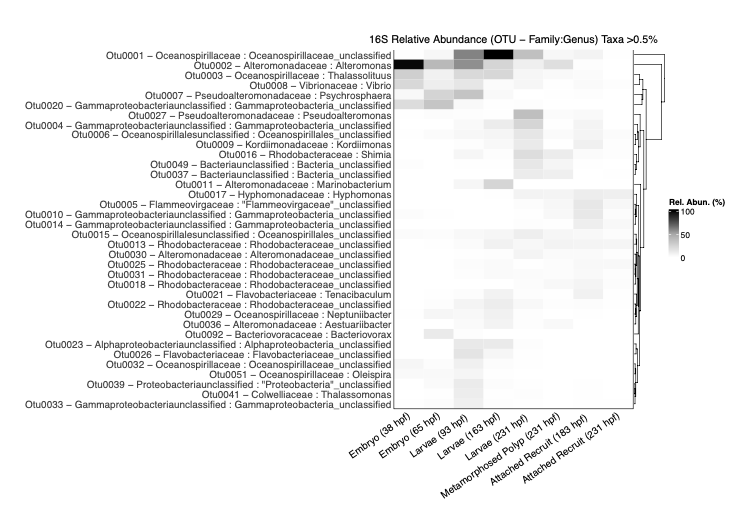 16S Relative Abundance (OTU − Family:Genus) Taxa >0.5%
Otu0001 − Oceanospirillaceae : Oceanospirillaceae_unclassified
Otu0002 − Alteromonadaceae : Alteromonas
Otu0003 − Oceanospirillaceae : Thalassolituus
Otu0008 − Vibrionaceae : Vibrio
Otu0007 − Pseudoalteromonadaceae : Psychrosphaera
Otu0020 − Gammaproteobacteriaunclassified : Gammaproteobacteria_unclassified
Otu0027 − Pseudoalteromonadaceae : Pseudoalteromonas
Otu0004 − Gammaproteobacteriaunclassified : Gammaproteobacteria_unclassified
Otu0006 − Oceanospirillalesunclassified : Oceanospirillales_unclassified
Otu0009 − Kordiimonadaceae : Kordiimonas
Otu0016 − Rhodobacteraceae : Shimia
Otu0049 − Bacteriaunclassified : Bacteria_unclassified
Otu0037 − Bacteriaunclassified : Bacteria_unclassified
Otu0011 − Alteromonadaceae : Marinobacterium
Otu0017 − Hyphomonadaceae : Hyphomonas
Otu0005 − Flammeovirgaceae : "Flammeovirgaceae"_unclassified
Otu0010 − Gammaproteobacteriaunclassified : Gammaproteobacteria_unclassified
Otu0014 − Gammaproteobacteriaunclassified : Gammaproteobacteria_unclassified
Otu0015 − Oceanospirillalesunclassified : Oceanospirillales_unclassified
Otu0013 − Rhodobacteraceae : Rhodobacteraceae_unclassified
Otu0030 − Alteromonadaceae : Alteromonadaceae_unclassified
Otu0025 − Rhodobacteraceae : Rhodobacteraceae_unclassified
Otu0031 − Rhodobacteraceae : Rhodobacteraceae_unclassified
Otu0018 − Rhodobacteraceae : Rhodobacteraceae_unclassified
Otu0021 − Flavobacteriaceae : Tenacibaculum
Otu0022 − Rhodobacteraceae : Rhodobacteraceae_unclassified
Otu0029 − Oceanospirillaceae : Neptuniibacter
Otu0036 − Alteromonadaceae : Aestuariibacter
Otu0092 − Bacteriovoracaceae : Bacteriovorax
Otu0023 − Alphaproteobacteriaunclassified : Alphaproteobacteria_unclassified
Otu0026 − Flavobacteriaceae : Flavobacteriaceae_unclassified
Otu0032 − Oceanospirillaceae : Oceanospirillaceae_unclassified
Otu0051 − Oceanospirillaceae : Oleispira
Otu0039 − Proteobacteriaunclassified : "Proteobacteria"_unclassified
Otu0041 − Colwelliaceae : Thalassomonas
Otu0033 − Gammaproteobacteriaunclassified : Gammaproteobacteria_unclassified
Rel. Abun. (%)
100
50
0
Embryo (38 hpf)
Embryo (65 hpf)
Larvae (93 hpf)
Larvae (163 hpf)
Larvae (231 hpf)
Metamorphosed Polyp (231 hpf)
Attached Recruit (183 hpf)
Attached Recruit (231 hpf)